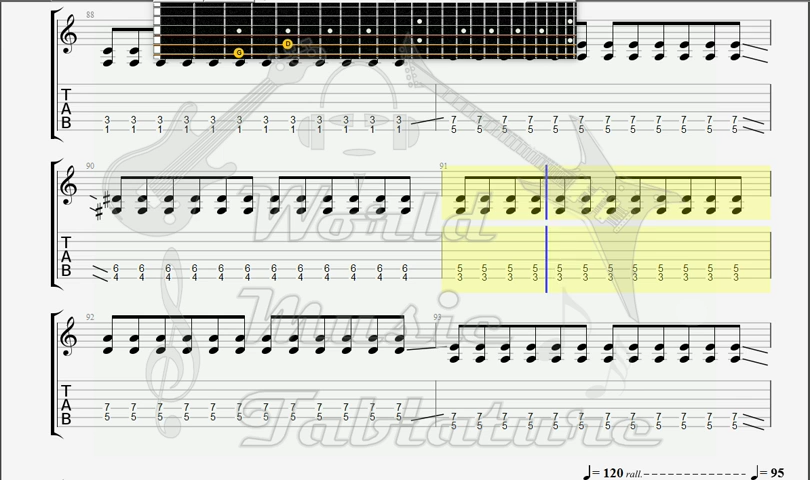 88
D
G
T 3 3 3 3 3 3 3 3 3 3 3 3 7 7 7 7 7 7 7 7 7 7 7 7
A
B 1 1 1 1 1 1 1 1 1 1 1 1 5 5 5 5 5 5 5 5 5 5 5 5
90 91
World
T
A 6 6 6 6 6 6 6 6 6 6 6 6 5 5 5 5 5 5 5 5 5 5 5 5
B 4 4 4 4 4 4 4 4 4 4 4 4 3 3 3 3 3 3 3 3 3 3 3 3
Music
92 93
T
A 7 7 7 7 7 7 7 7 7 7 7 7 7 7 7 7 7 7 7 7 7 7 7 7
B 5 5 5 5 5 5 5 5 5 5 5 5 5 5 5 5 5 5 5 5 5 5 5 5
Tablature
= 120 rall. = 95